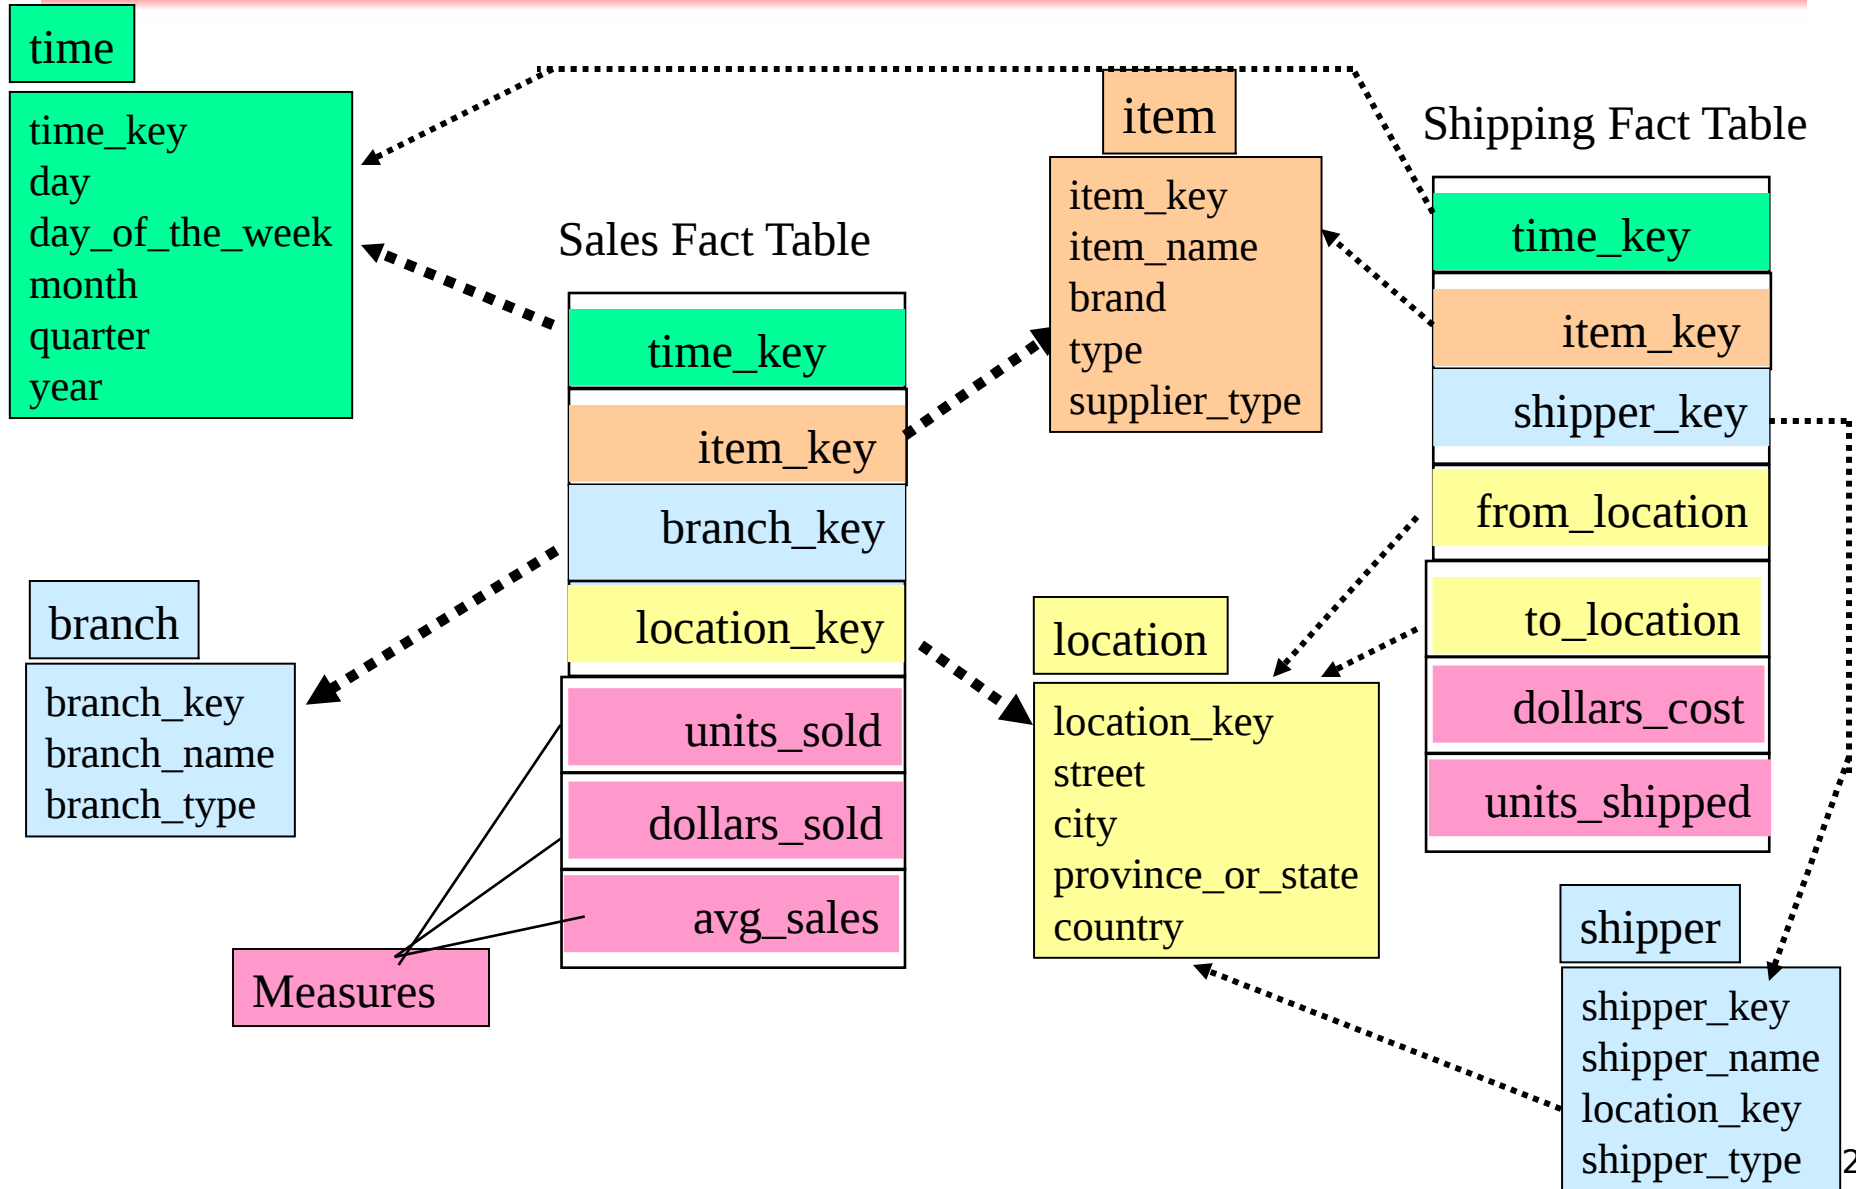 time
time_key
day
day_of_the_week
month
quarter
year
Sales Fact Table
time_key
item_key
branch_key
location_key
units_sold
dollars_sold
avg_sales
Measures
branch
branch_key
branch_name
branch_type
item
item_key
item_name
brand
type
supplier_type
location
location_key
street
city
province_or_state
country
Shipping Fact Table
time_key
item_key
shipper_key
from_location
to_location
dollars_cost
units_shipped
shipper
shipper_key
shipper_name
location_key
shipper_type